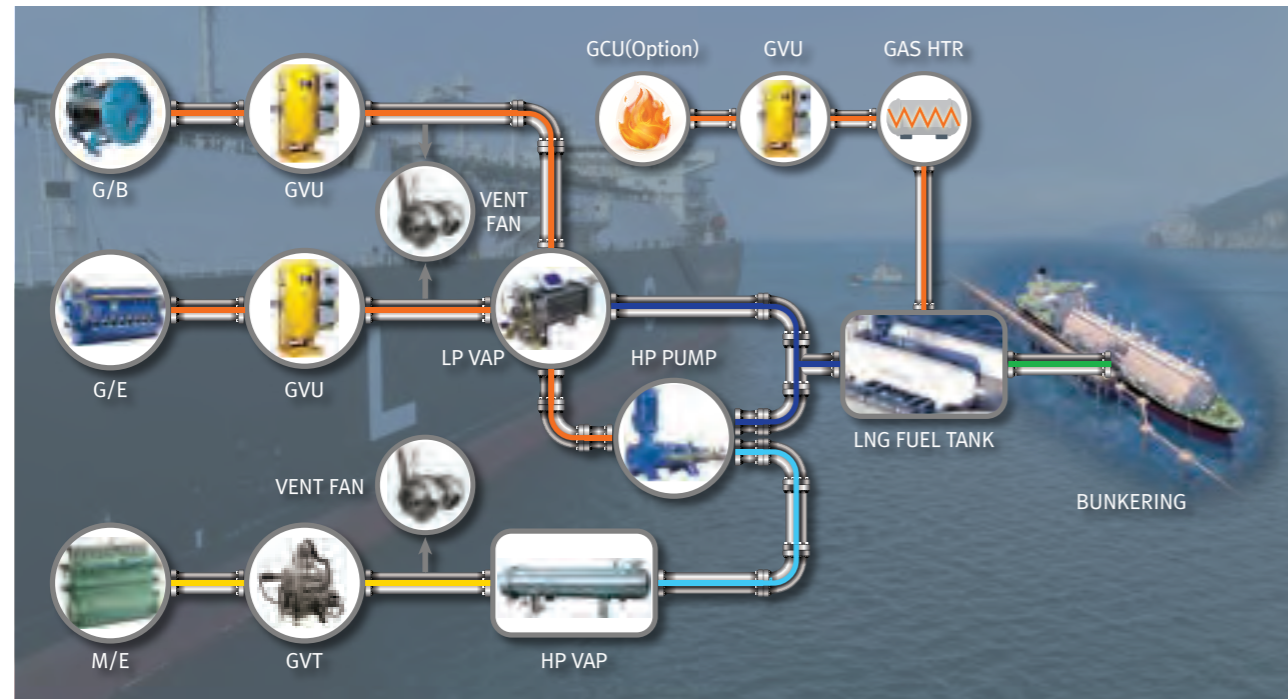 GCU(Option)
GVU
GAS HTR
G/B
GVU
VENT
FAN
G/E
GVU
LP VAP
HP PUMP
LNG FUEL TANK
BUNKERING
VENT FAN
M/E
GVT
HP VAP
L